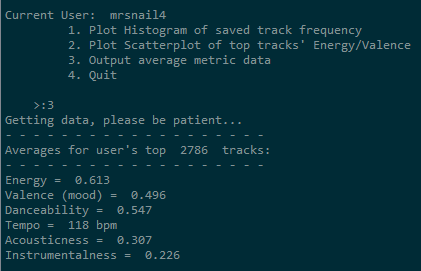 Current User:  mrsnail4
1. Plot Histogram of saved track frequency
2. Plot Scatterplot of top tracks' Energy/Valence
3. Output average metric data
4. Quit
>:3
Getting data, please be patient...
- - - - - - - - - - - - - - - - - - - -
Averages for user's top  2786  tracks:
- - - - - - - - - - - - - - - - - - - -
Energy =  0.613
Valence (mood) =  0.496
Danceability =  0.547
Tempo =  118 bpm
Acousticness =  0.307
Instrumentalness =  0.226